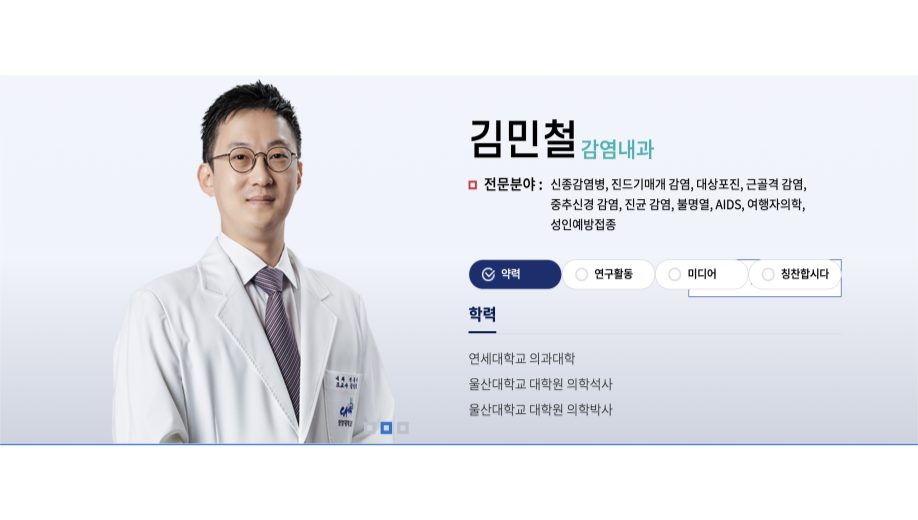 김민철 감염내과
전문분야 : 신종감염병, 진드기매개 감염, 대상포진, 근골격 감염,
중추신경 감염, 진균 감염, 불명열, AIDS, 여행자의학,
성인예방접종
약력 연구활동 미디어 칭찬합시다
학력
연세대학교 의과대학
울산대학교 대학원 의학석사
울산대학교 대학원 의학박사